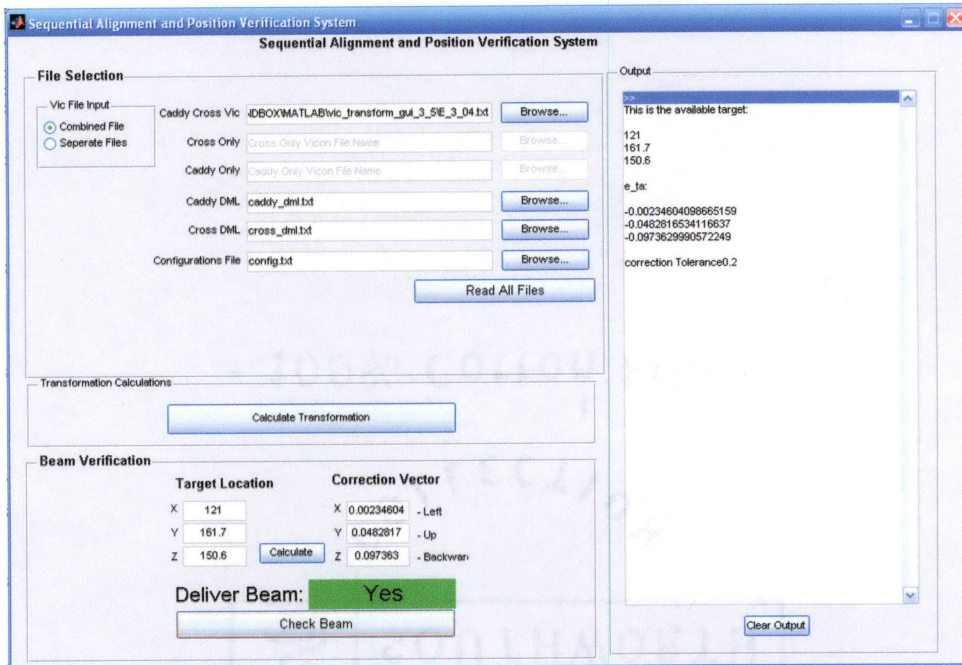 Sequential Alignment and Position Verification System
Sequential Alignment and Position Verification System
File Selection
Vic File Input
Combined File
Seperate Files
Caddy Cross Vic
\DBOX\MATLAB\vic_transform_gui_3_5\E_3_04.txt
Browse...
Cross Only
Cross Only Vicon File Name
Browse...
Caddy Only
Caddy Only Vicon File Name
Browse...
Caddy DML
caddy_dml.txt
Browse...
Cross DML
cross_dml.txt
Browse...
Configurations File
config.txt
Browse...
Read All Files
Transformation Calculations
Calculate Transformation
Beam Verification
Target Location
X 121
Y 161.7
Z 150.6
Calculate
Correction Vector
X 0.00234604 - Left
Y 0.0482817 - Up
Z 0.097363 - Backwan
Deliver Beam: Yes
Check Beam
Output
>>
This is the available target:
121
161.7
150.6
e_ta:
-0.00234604098665159
-0.0482816534116637
-0.0973629990572249
correction Tolerance0.2
Clear Output